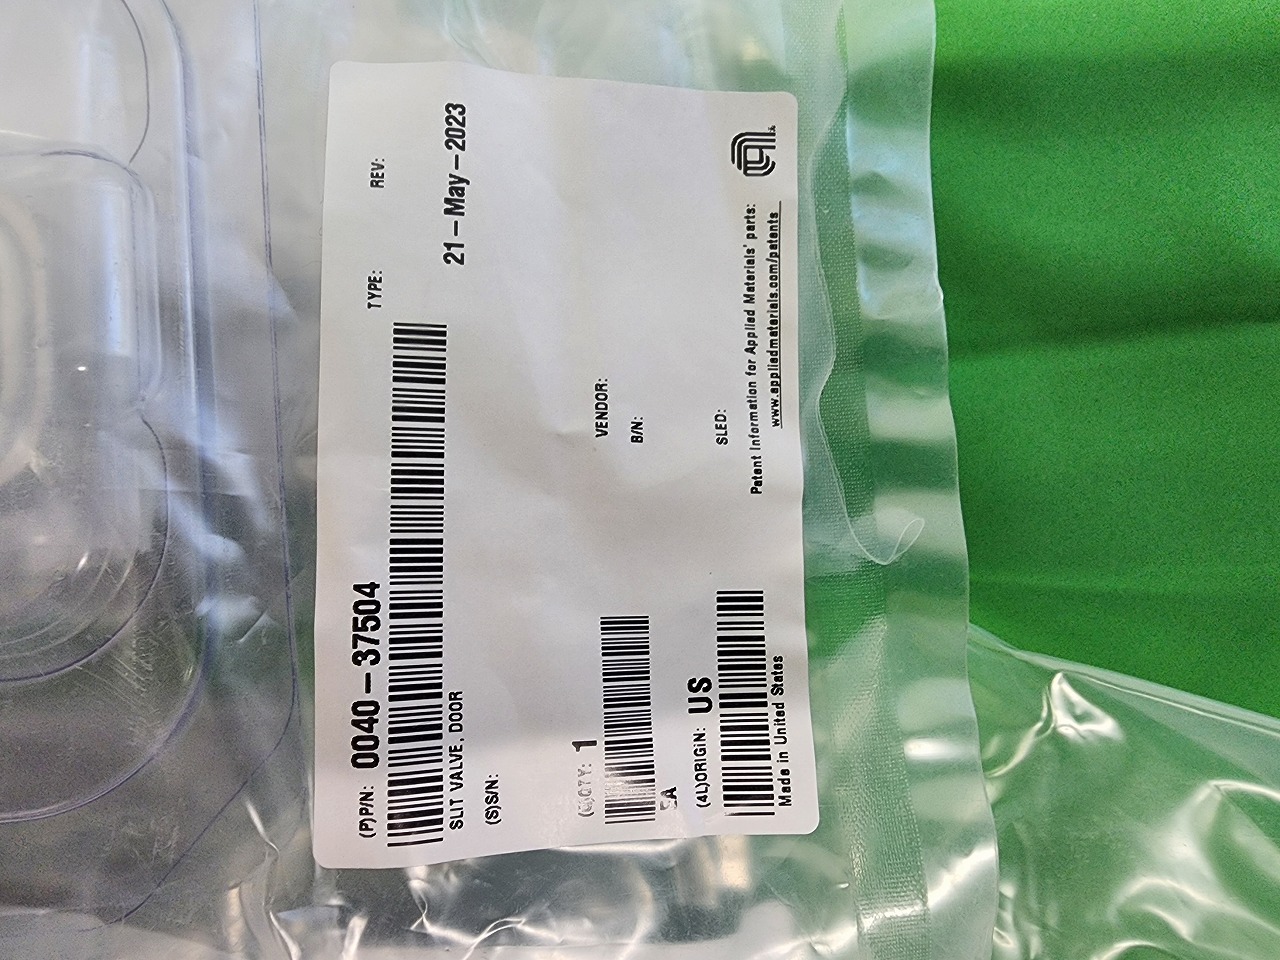 (P)P/N: 0040-37504 TYPE: REV:
SLIT VALVE, DOOR 21-May-2023
(S)S/N:
(Q)QTY: 1 VENDOR:
B/N:
EA
(4L)ORIGIN: US SLED:
Patent Information for Applied Materials' parts:
www.appliedmaterials.com/patents
Made in United States